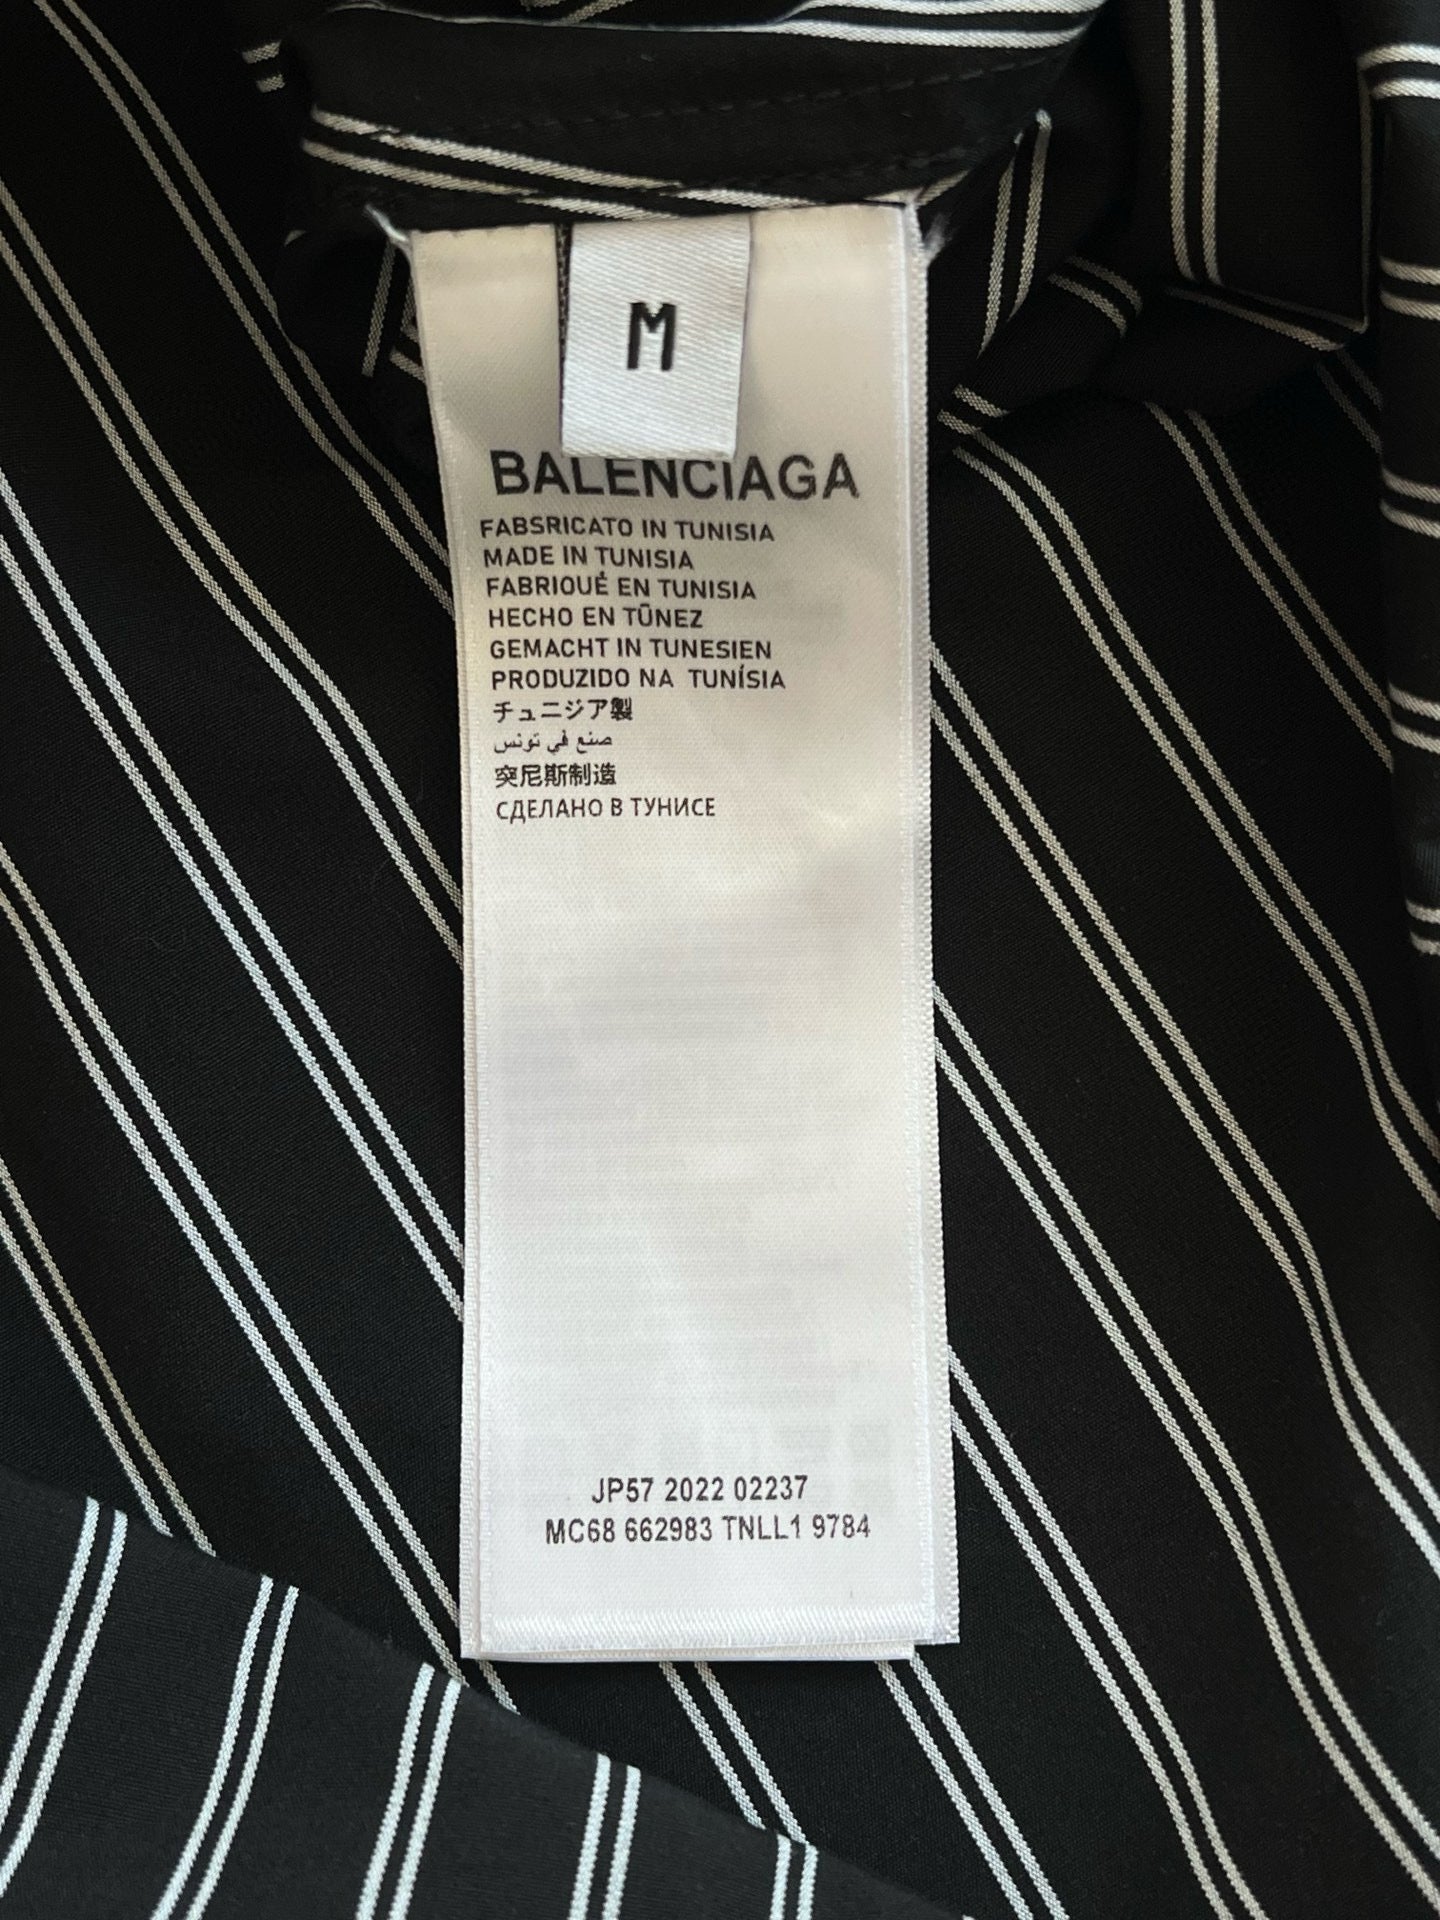 M
BALENCIAGA
FABSRICATO IN TUNISIA
MADE IN TUNISIA
FABRIOUĖ EN TUNISIA
HECHO EN TŪNEZ
GEMACHT IN TUNESIEN
PRODUZIDO NA TUNÍSIA
チュニジア製
صنع في تونس
突尼斯制造
СДЕЛАНО В ТУНИСЕ
JP57 2022 02237
MC68 662983 TNLL1 9784